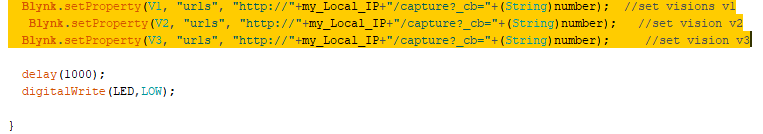 Blynk.setProperty(V1, "urls", "http://"+my_Local_IP+"/capture?_cb="+(String)number);  //set visions v1
Blynk.setProperty(V2, "urls", "http://"+my_Local_IP+"/capture?_cb="+(String)number);   //set vision v2
Blynk.setProperty(V3, "urls", "http://"+my_Local_IP+"/capture?_cb="+(String)number);     //set vision v3
delay(1000);
digitalWrite(LED,LOW);
}